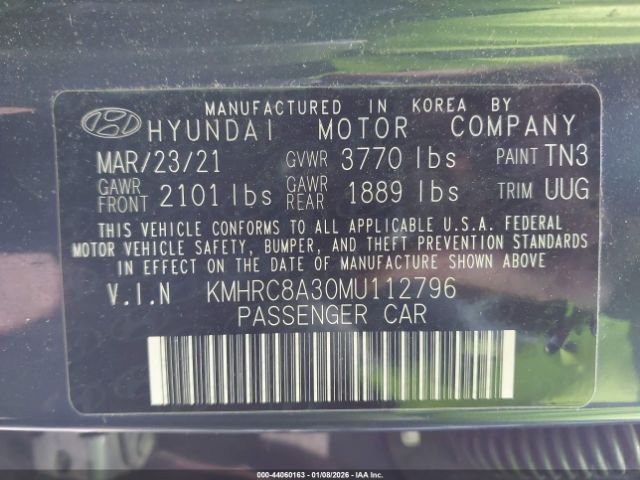 MANUFACTURED IN KOREA BY
HYUNDAI MOTOR COMPANY
MAR/23/21 GVWR 3770 lbs PAINT TN3
GAWR FRONT 2101 lbs GAWR REAR 1889 lbs TRIM UUG
THIS VEHICLE CONFORMS TO ALL APPLICABLE U.S.A. FEDERAL
MOTOR VEHICLE SAFETY, BUMPER, AND THEFT PREVENTION STANDARDS
IN EFFECT ON THE DATE OF MANUFACTURE SHOWN ABOVE
V.I.N KMHRC8A30MU112796
PASSENGER CAR
000-44060163 - 01/08/2026 - IAAI, Inc.